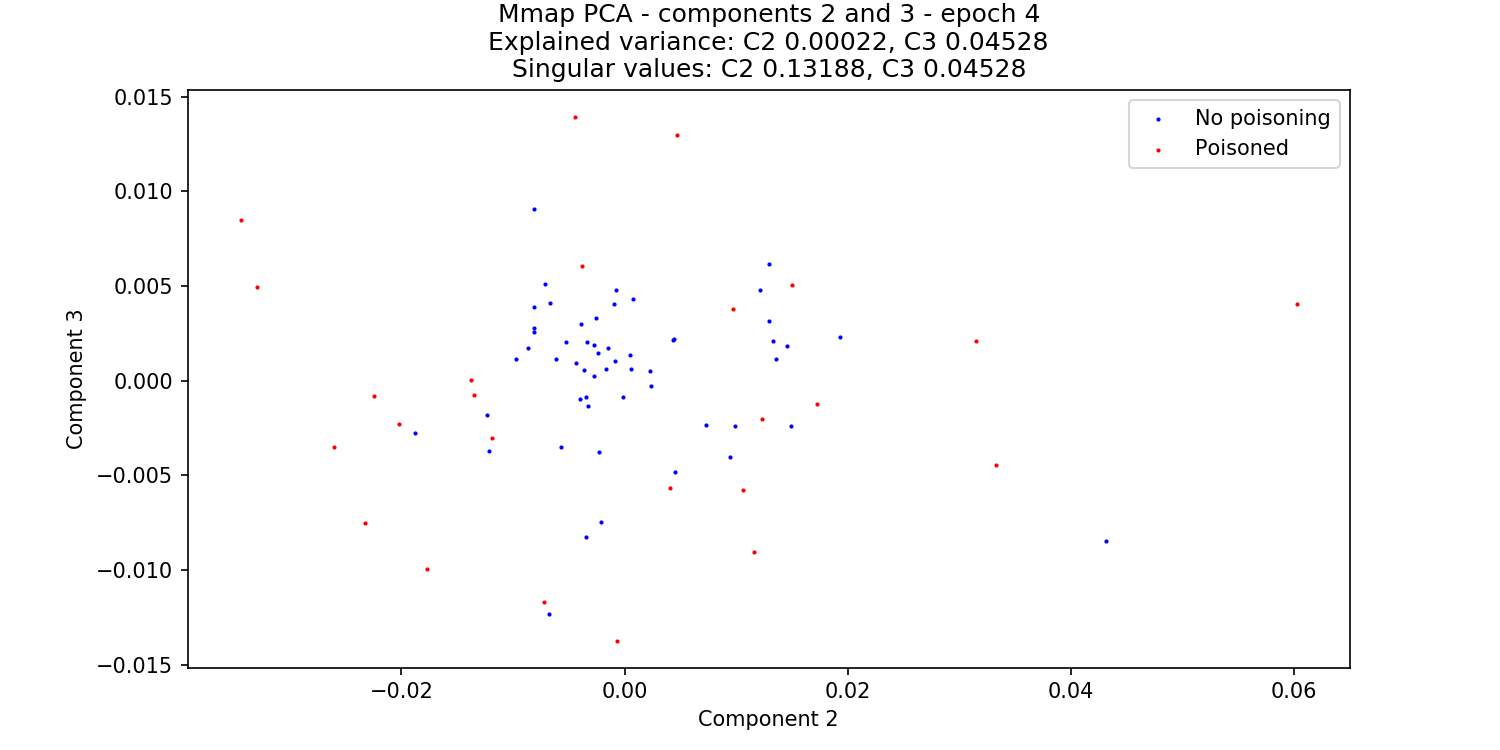 Mmap PCA - components 2 and 3 - epoch 4
Explained variance: C2 0.00022, C3 0.04528
Singular values: C2 0.13188, C3 0.04528
No poisoning
Poisoned
0.015
0.010
0.005
0.000
−0.005
−0.010
−0.015
Component 3
−0.02
0.00
0.02
0.04
0.06
Component 2